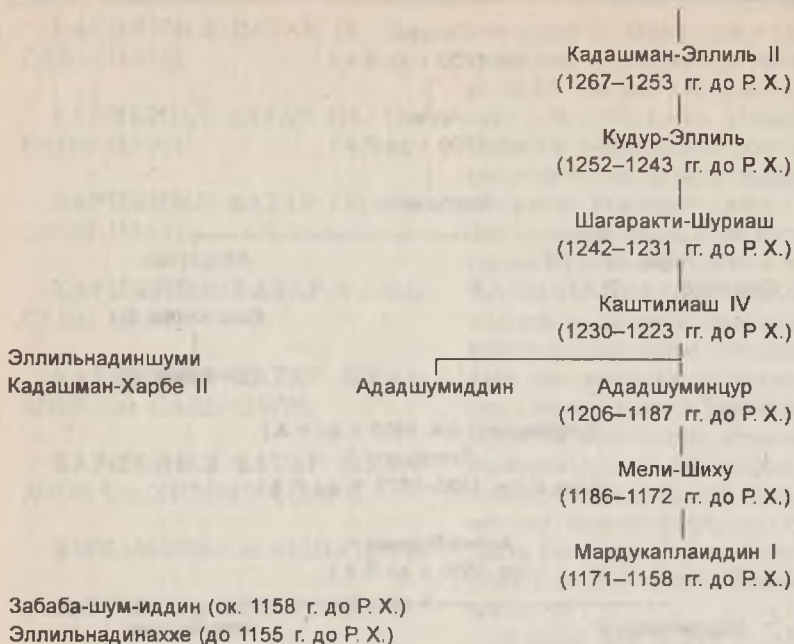 Кадашман-Эллиль II
(1267–1253 гг. до Р. Х.)
Кудур-Эллиль
(1252–1243 гг. до Р. Х.)
Шагаракти-Шуриаш
(1242–1231 гг. до Р. Х.)
Каштилиаш IV
(1230–1223 гг. до Р. Х.)
Эллильнадиншуми
Кадашман-Харбе II
Ададшумиддин Ададшуминцур
(1206–1187 гг. до Р. Х.)
Мели-Шиху
(1186–1172 гг. до Р. Х.)
Мардукаплаиддин I
(1171–1158 гг. до Р. Х.)
Забаба-шум-иддин (ок. 1158 г. до Р. Х.)
Эллильнадинаххе (до 1155 г. до Р. Х.)